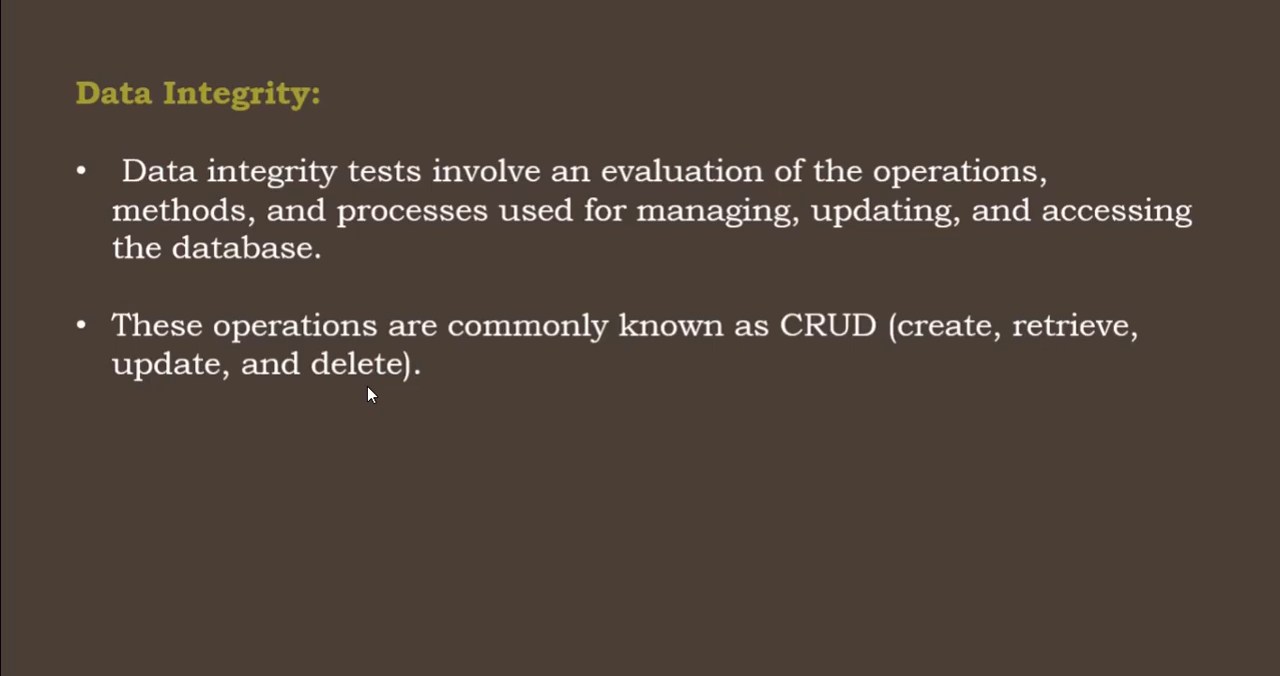 Data Integrity:
• Data integrity tests involve an evaluation of the operations,
methods, and processes used for managing, updating, and accessing
the database.
• These operations are commonly known as CRUD (create, retrieve,
update, and delete).